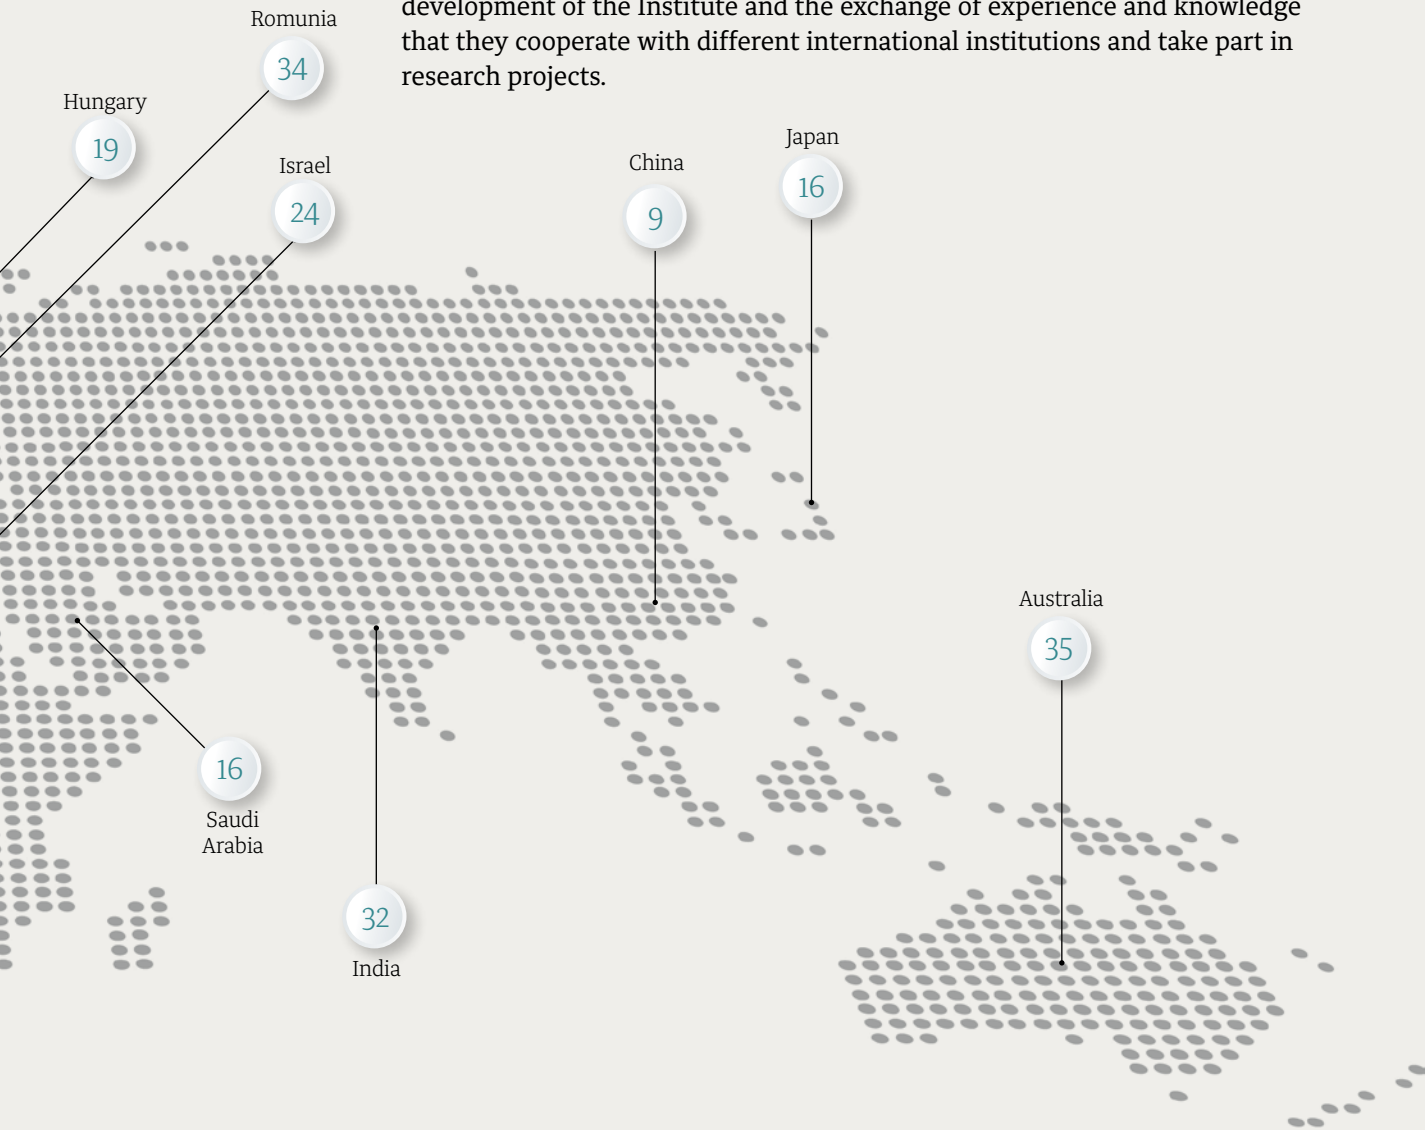 development of the Institute and the exchange of experience and knowledge
that they cooperate with different international institutions and take part in
research projects.
Romunia
34
Hungary
19
Israel
24
China
9
Japan
16
Australia
35
16
Saudi
Arabia
32
India